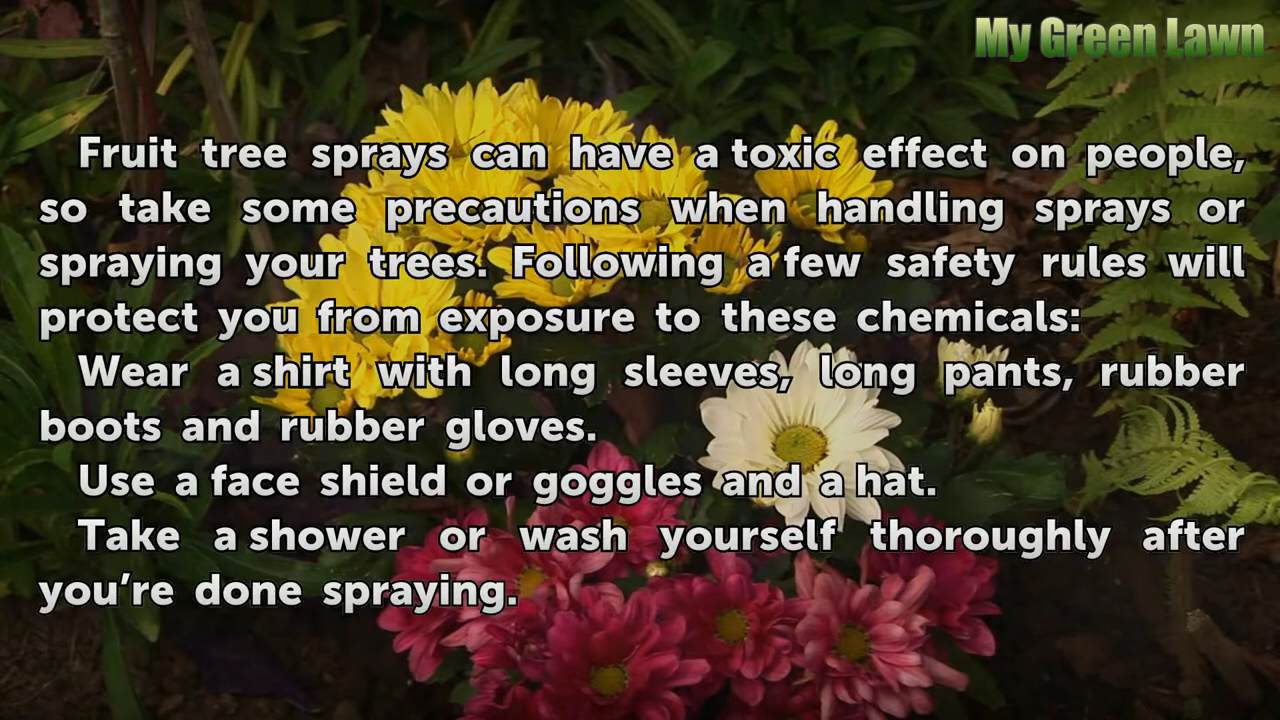 My Green Lawn
Fruit tree sprays can have a toxic effect on people,
so take some precautions when handling sprays or
spraying your trees. Following a few safety rules will
protect you from exposure to these chemicals:
Wear a shirt with long sleeves, long pants, rubber
boots and rubber gloves.
Use a face shield or goggles and a hat.
Take a shower or wash yourself thoroughly after
you’re done spraying.